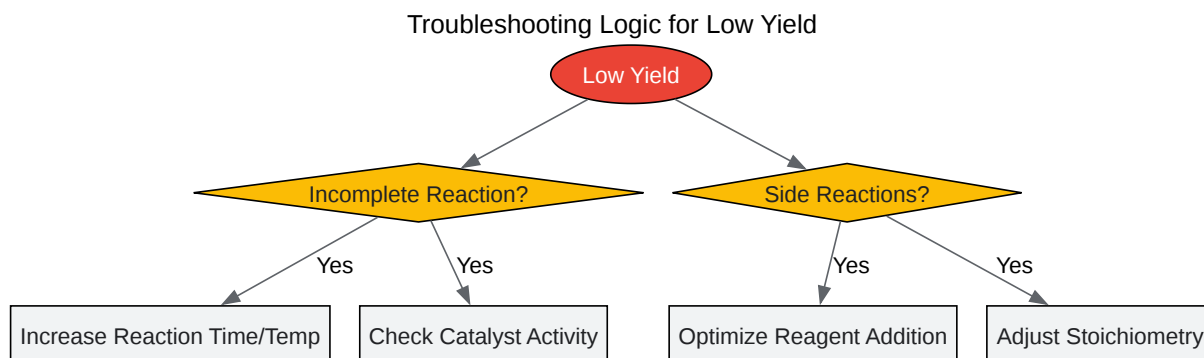 Troubleshooting Logic for Low Yield
Low Yield
Incomplete Reaction?
Side Reactions?
Yes
Yes
Yes
Yes
Increase Reaction Time/Temp
Check Catalyst Activity
Optimize Reagent Addition
Adjust Stoichiometry